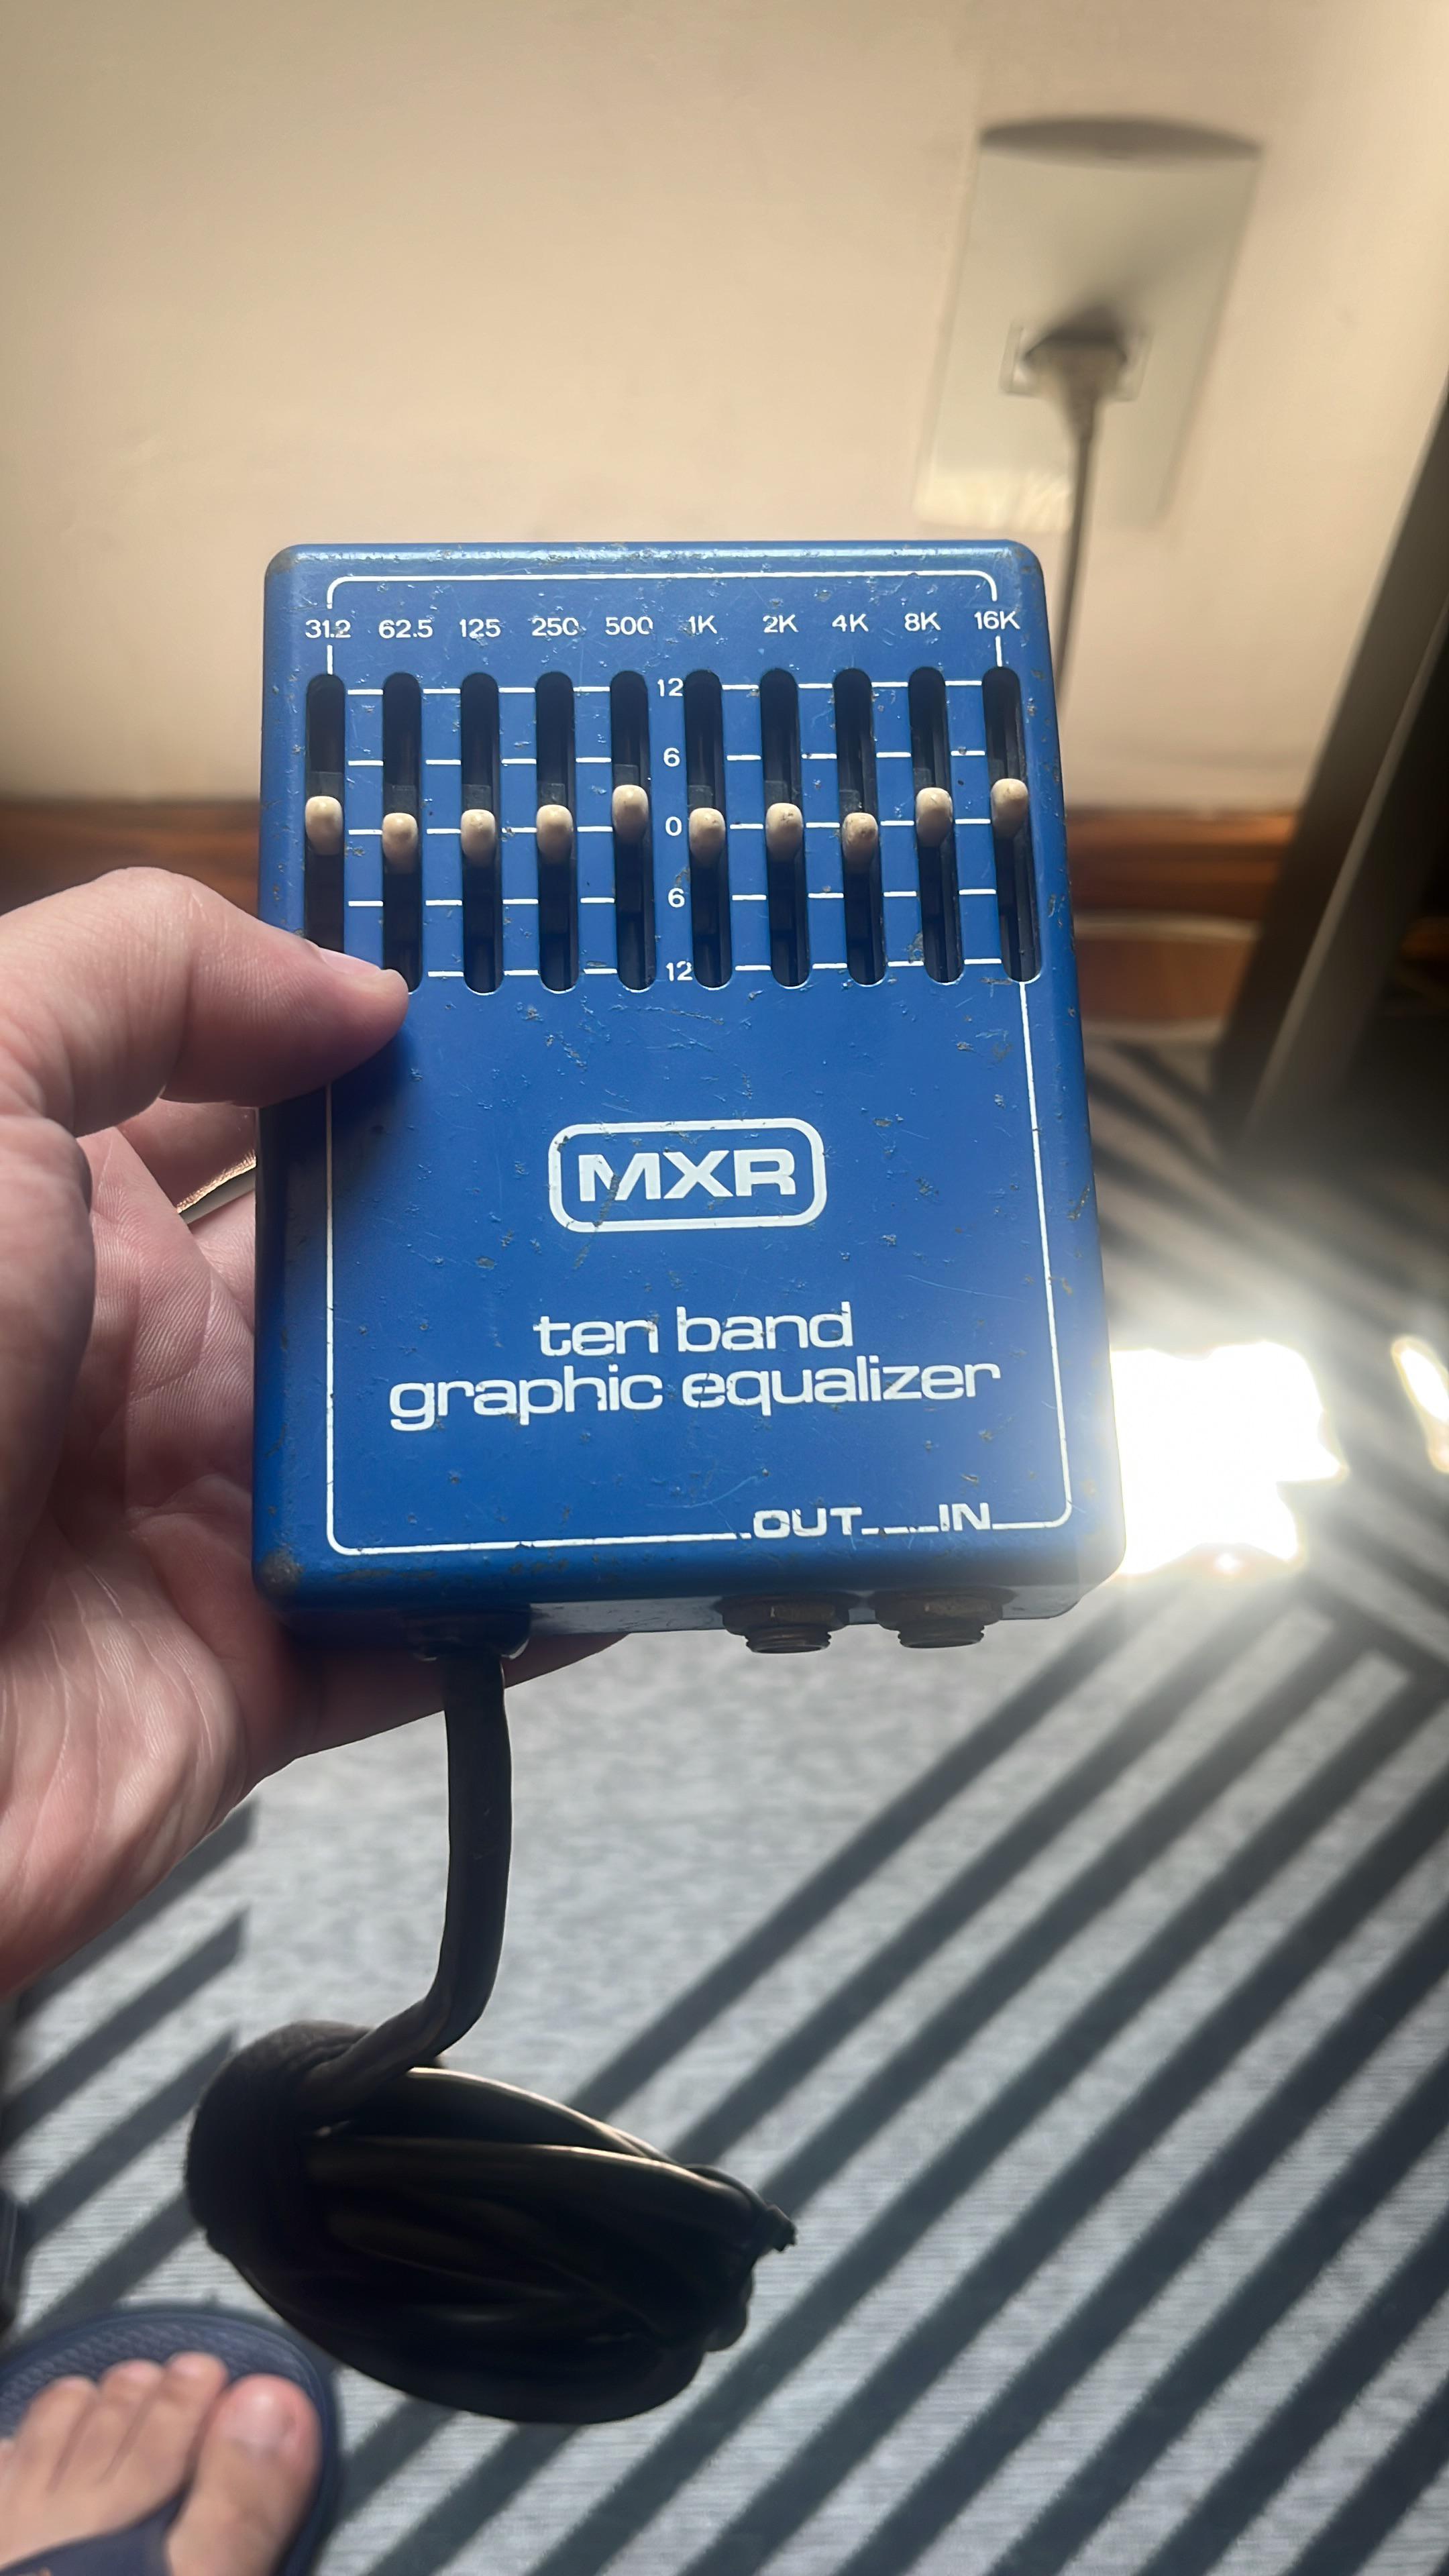 31.2 62.5 125 250 500 1K 2K 4K 8K 16K
12
6
0
6
12
MXR
ten band
graphic equalizer
OUT IN